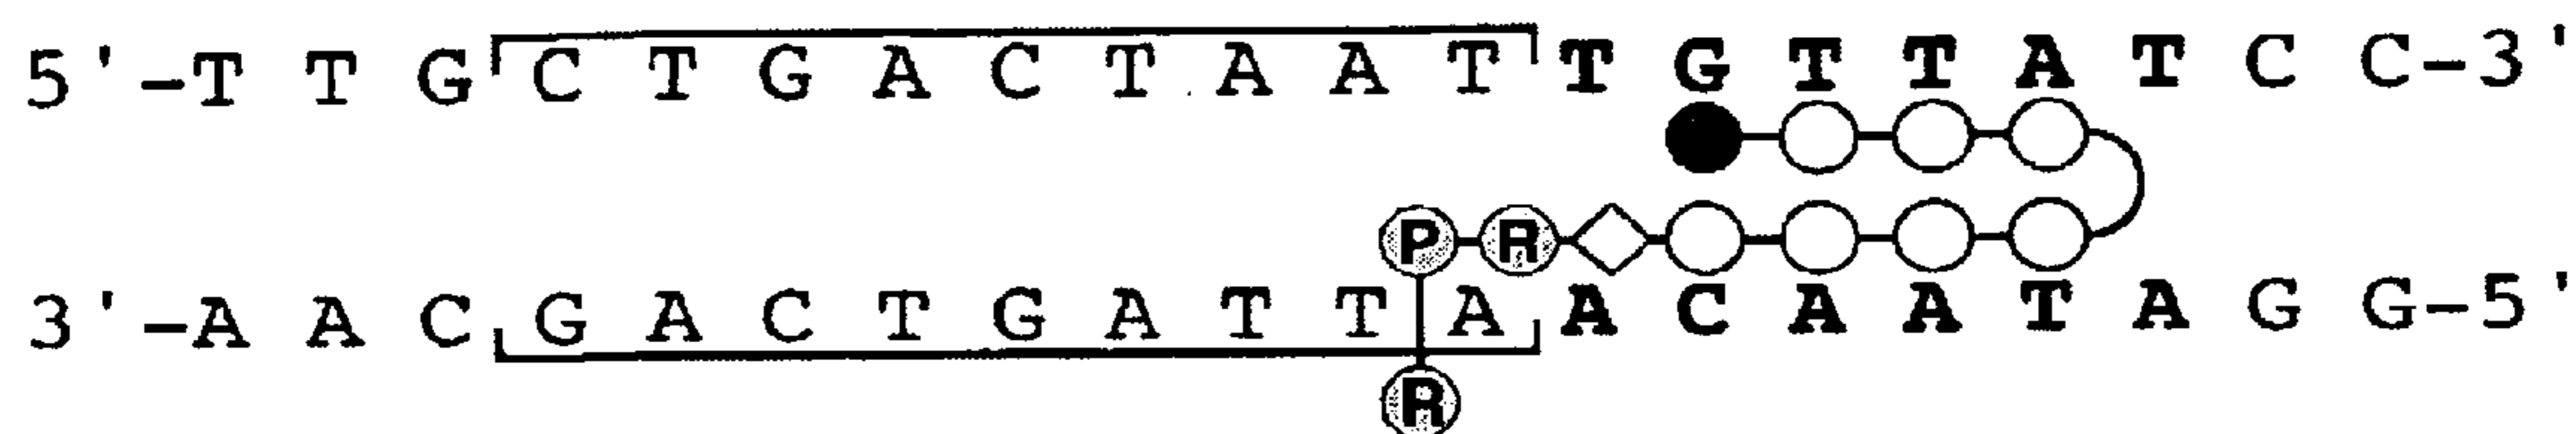 5'-T T G C T G A C T A A T T G T T A T C C-3'
P R
3'-A A C G A C T G A T T A A C A A T A G G-5'
R